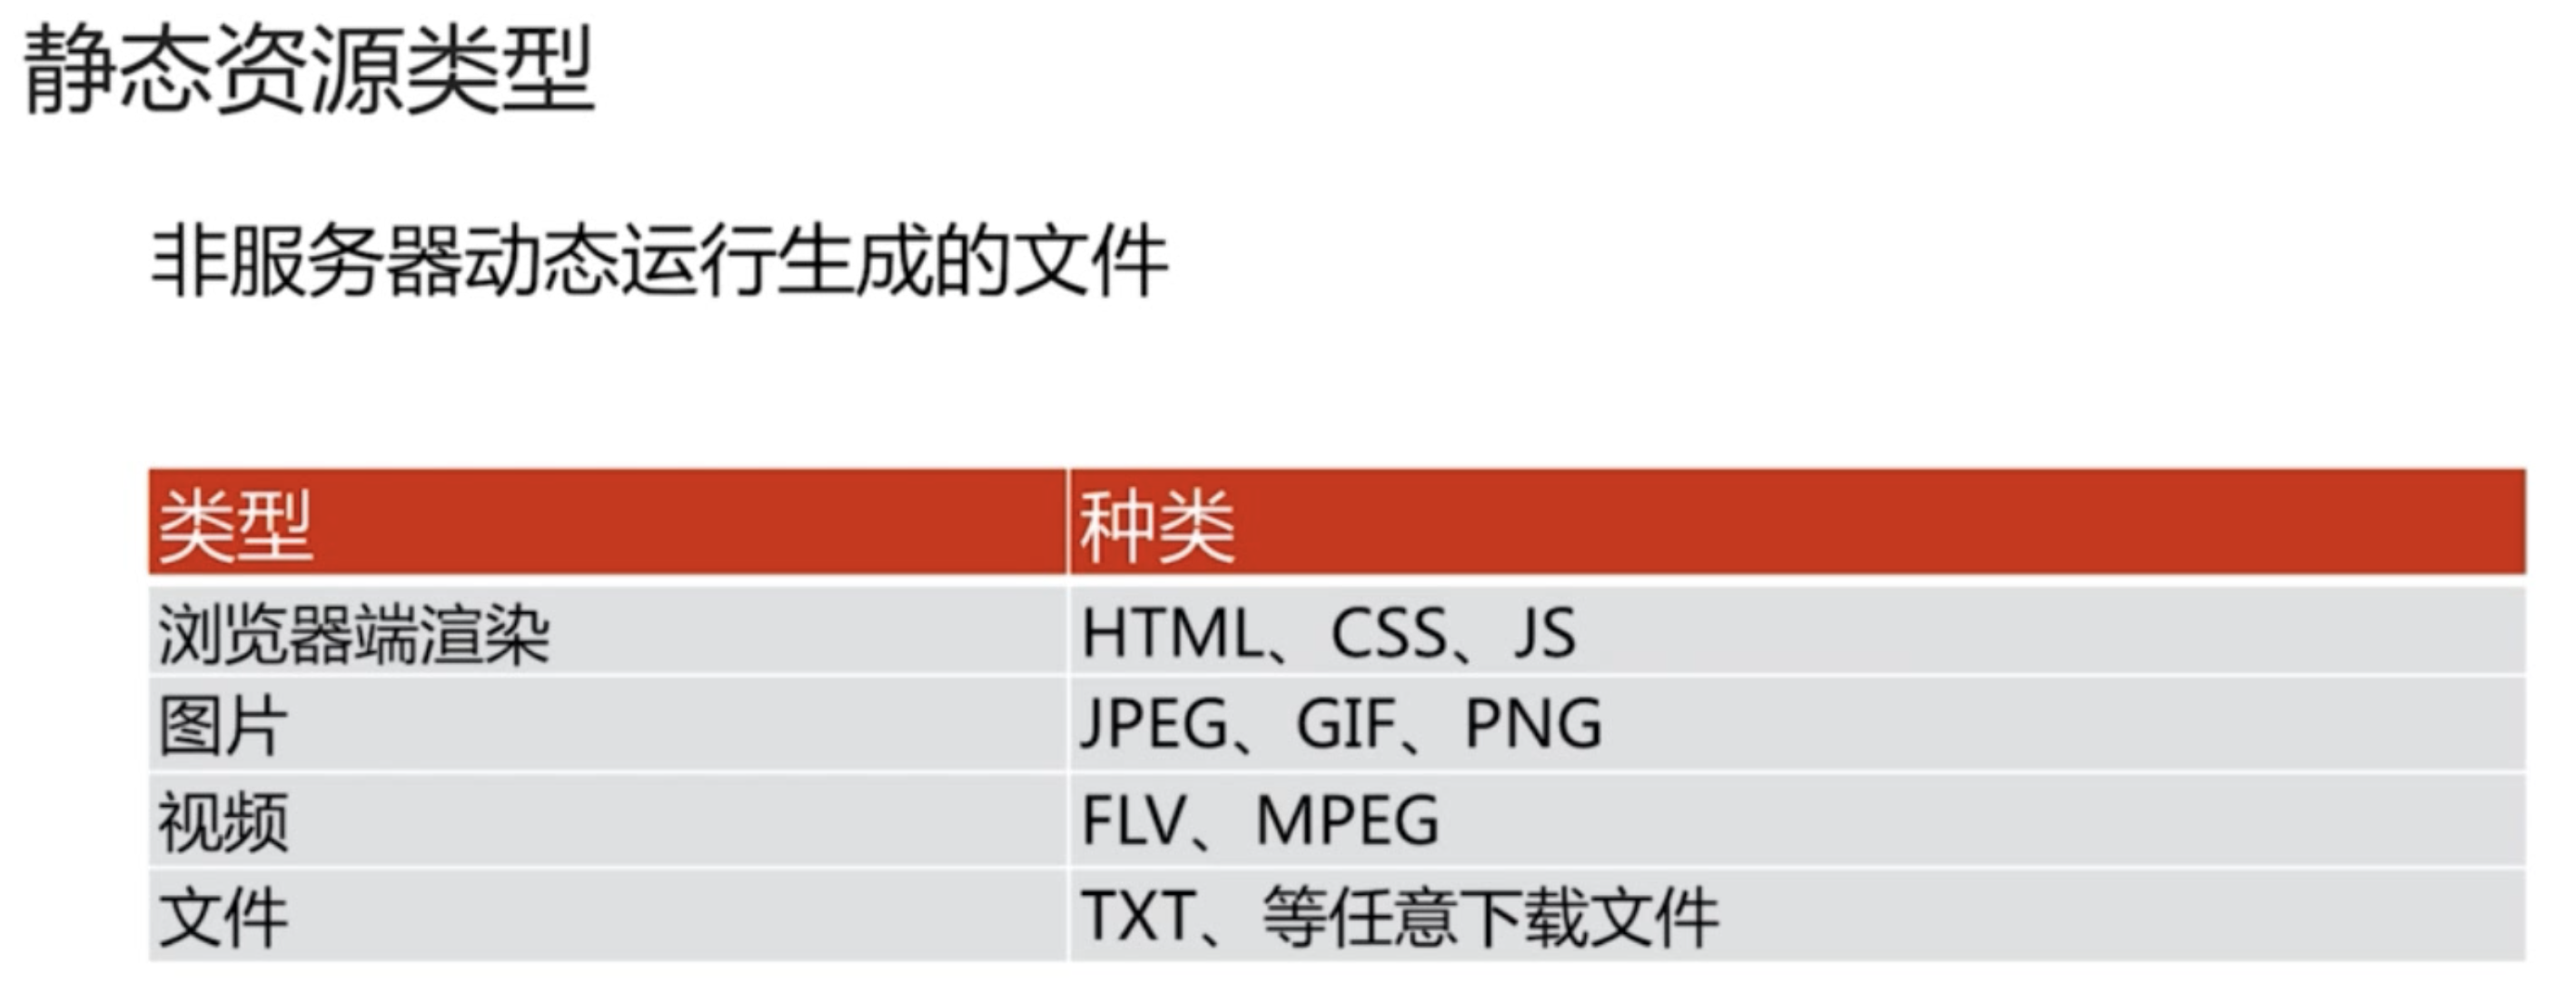 静态资源类型
非服务器动态运行生成的文件
类型 种类
浏览器端渲染 HTML、CSS、JS
图片 JPEG、GIF、PNG
视频 FLV、MPEG
文件 TXT、等任意下载文件